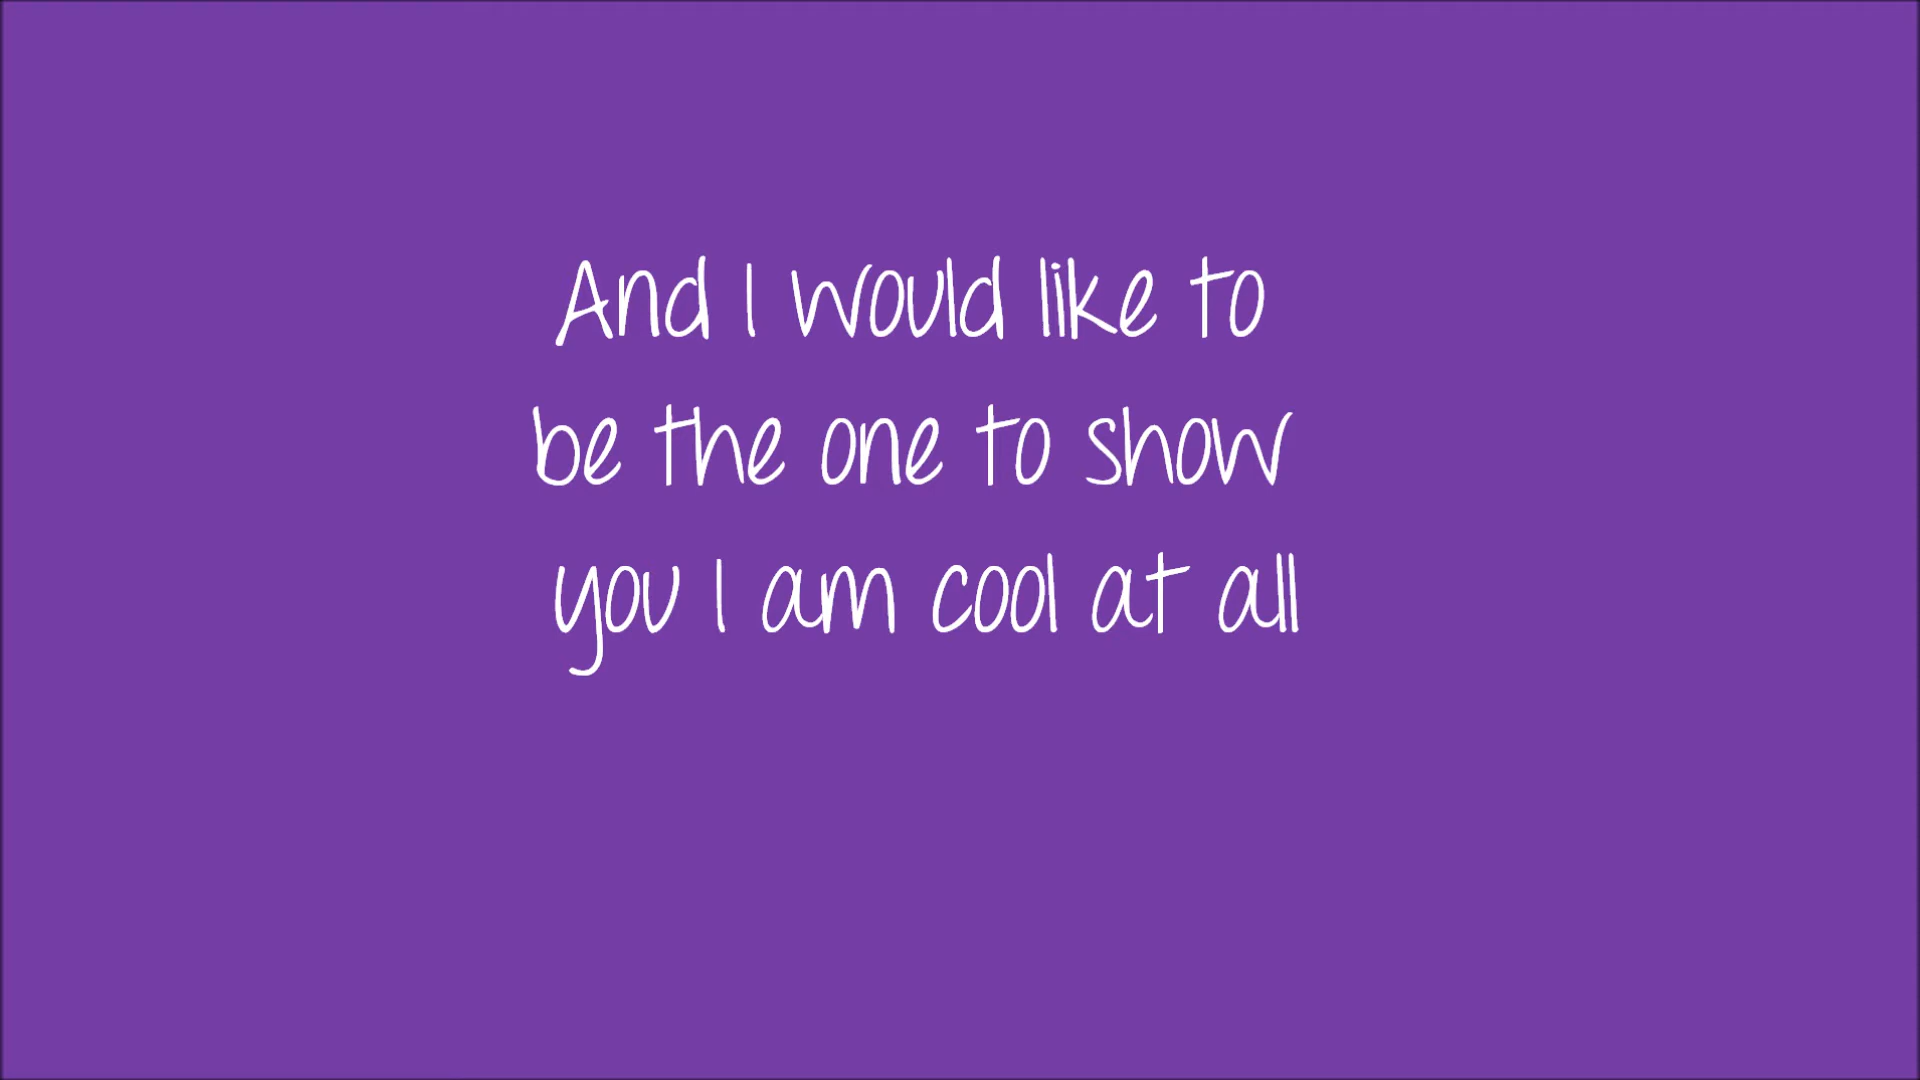 And I would like to
be the one to show
you I am cool at all